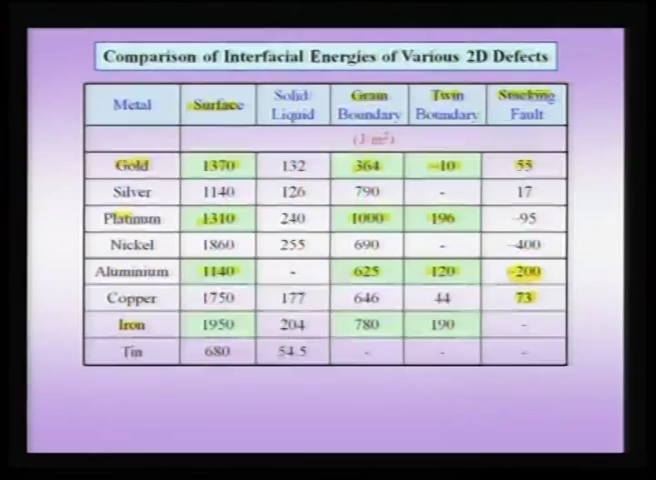 Comparison of Interfacial Energies of Various 2D Defects
Metal Surface Solid Liquid Grain Boundary Twin Boundary Stacking Fault
(J/m²)
Gold 1370 132 364 ~10 55
Silver 1140 126 790 - 17
Platinum 1310 240 1000 196 ~95
Nickel 1860 255 690 - ~400
Aluminium 1140 - 625 120 ~200
Copper 1750 177 646 44 73
Iron 1950 204 780 190 -
Tin 680 54.5 - - -